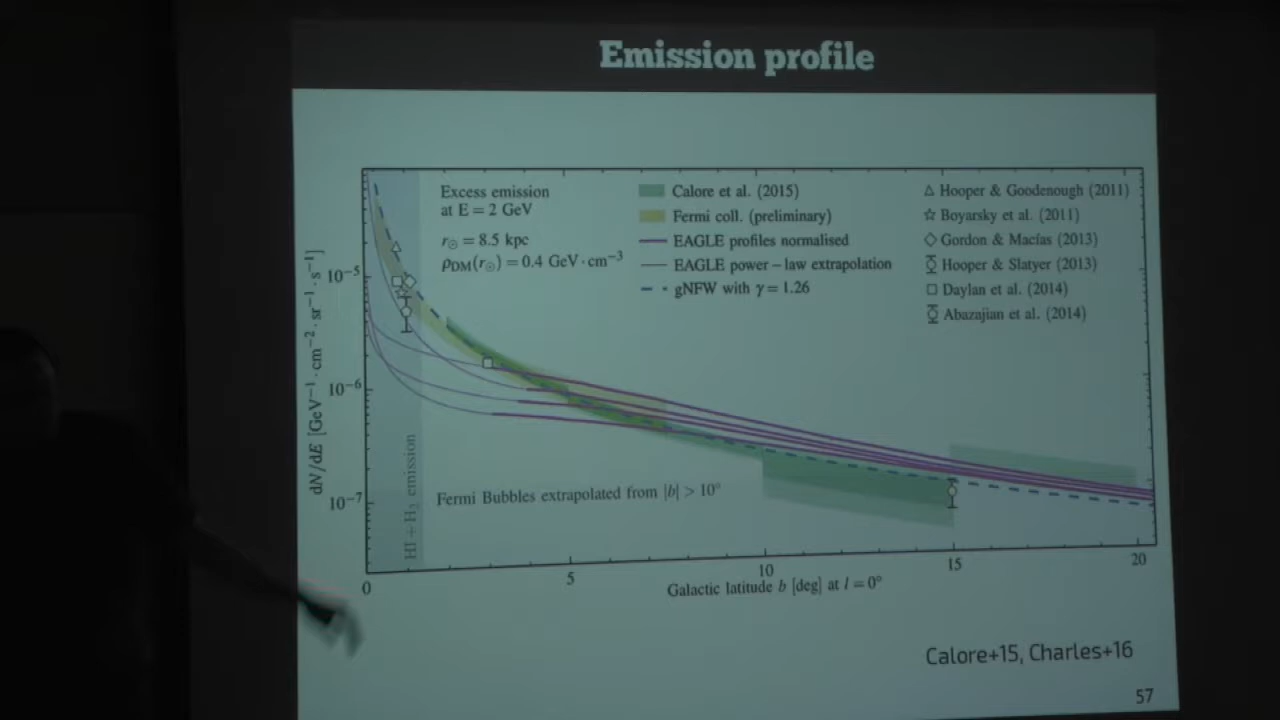 Emission profile
Excess emission
at E = 2 GeV
r⊙ = 8.5 kpc
ρDM(r⊙) = 0.4 GeV · cm⁻³
Calore et al. (2015)
Fermi coll. (preliminary)
EAGLE profiles normalised
EAGLE power−law extrapolation
gNFW with γ = 1.26
Hooper & Goodenough (2011)
Boyarsky et al. (2011)
Gordon & Macías (2013)
Hooper & Slatyer (2013)
Daylan et al. (2014)
Abazajian et al. (2014)
dN/dE [GeV⁻¹ · cm⁻² · sr⁻¹ · s⁻¹]
10⁻⁵
10⁻⁶
10⁻⁷
HI + H₂ emission
Fermi Bubbles extrapolated from |b| > 10°
0
5
10
15
20
Galactic latitude b [deg] at l = 0°
Calore+15, Charles+16
57